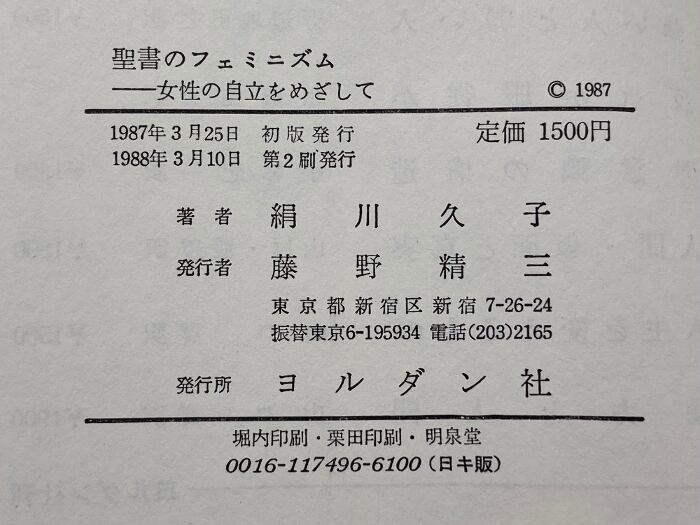 聖書のフェミニズム
――女性の自立をめざして © 1987
1987年3月25日 初版発行 定価 1500円
1988年3月10日 第2刷発行
著者 絹川久子
発行者 藤野精三
東京都新宿区新宿 7-26-24
振替東京6-195934 電話(203)2165
発行所 ヨルダン社
堀内印刷・栗田印刷・明泉堂
0016-117496-6100 (日キ販)